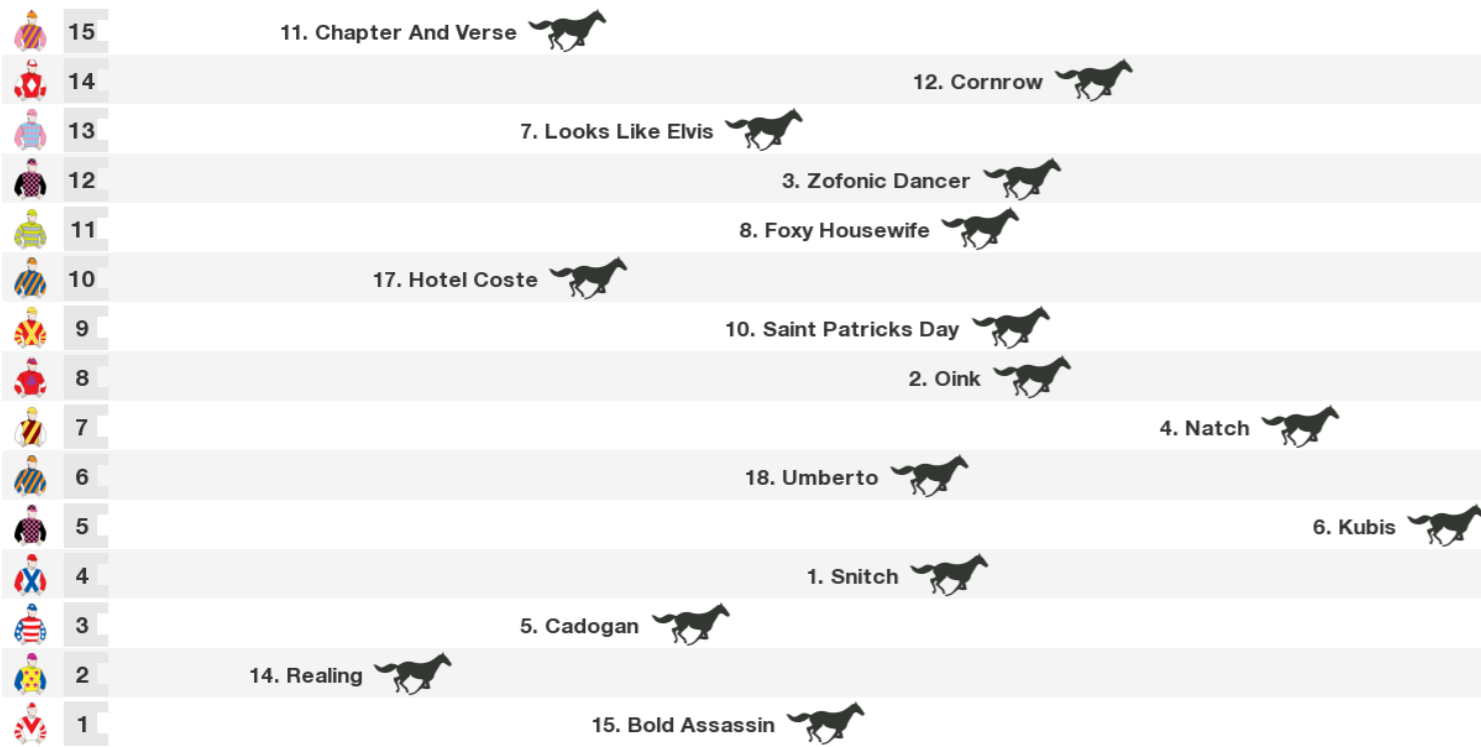 15 11. Chapter And Verse
14 12. Cornrow
13 7. Looks Like Elvis
12 3. Zofonic Dancer
11 8. Foxy Housewife
10 17. Hotel Coste
9 10. Saint Patricks Day
8 2. Oink
7 4. Natch
6 18. Umberto
5 6. Kubis
4 1. Snitch
3 5. Cadogan
2 14. Realing
1 15. Bold Assassin